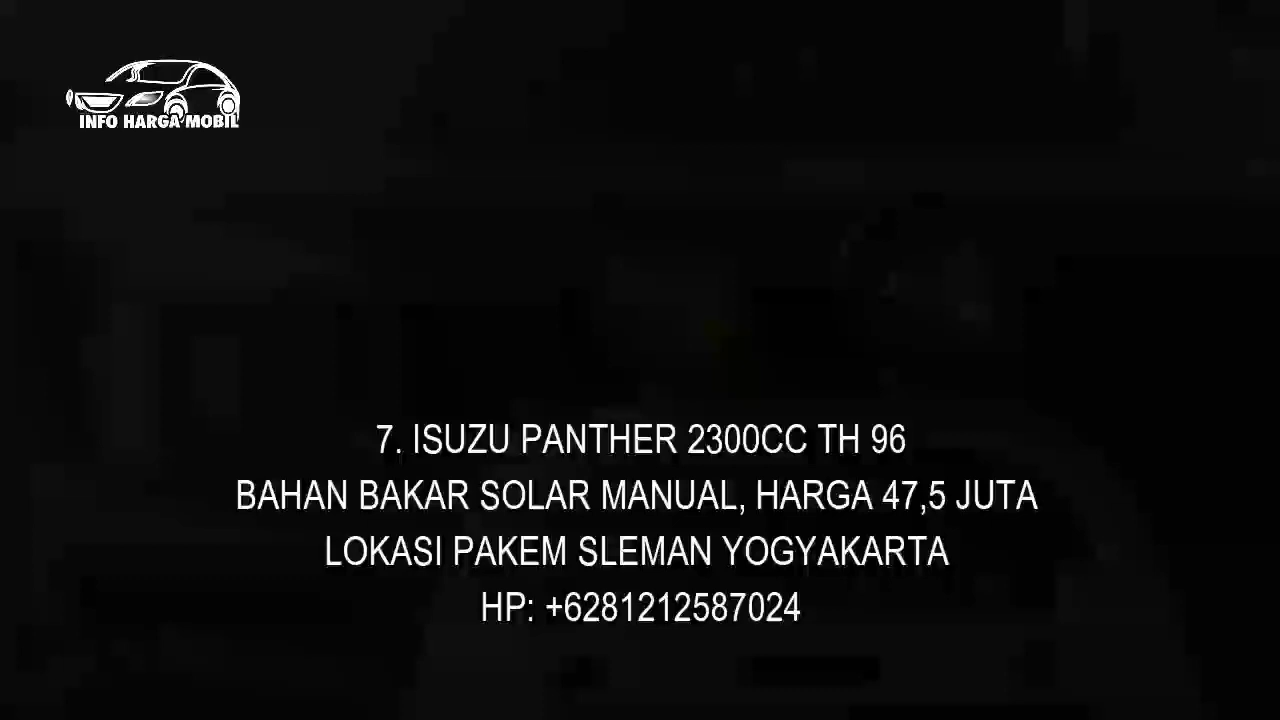 INFO HARGA MOBIL
7. ISUZU PANTHER 2300CC TH 96
BAHAN BAKAR SOLAR MANUAL, HARGA 47,5 JUTA
LOKASI PAKEM SLEMAN YOGYAKARTA
HP: +6281212587024